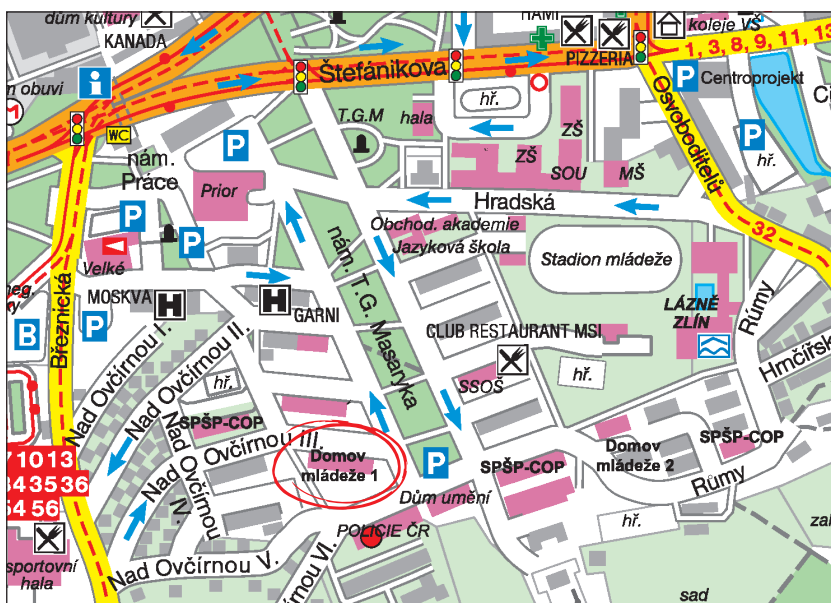 dům kultury
KANADA
HAIMI
koleje VŠ
1, 3, 8, 9, 11, 13
PIZZERIA
Štefánikova
Centroprojekt
P
obuvi
i
WC
T.G.M
hala
hř.
ZŠ
ZŠ
SOU
MŠ
Osvoboditelů
hř.
P
nám.
Práce
P
Prior
Hradská
P
P
Obchod. akademie
Jazyková škola
Stadion mládeže
32
Velké
nám. T.G. Masaryka
MOSKVA
H
H
GARNI
LÁZNĚ
ZLÍN
Březnická
B
P
CLUB RESTAURANT MSI
Růmy
Nad Ovčírnou I.
Nad Ovčírnou II.
hř.
SSOŠ
hř.
SPŠP-COP
Nad Ovčírnou III.
Nad Ovčírnou IV.
Domov
mládeže 1
P
SPŠP-COP
Domov
mládeže 2
SPŠP-COP
Růmy
7 10 13
34 35 36
54 56
Dům umění
POLICIE ČR
hř.
sportovní
hala
Nad Ovčírnou V.
VI.
sad